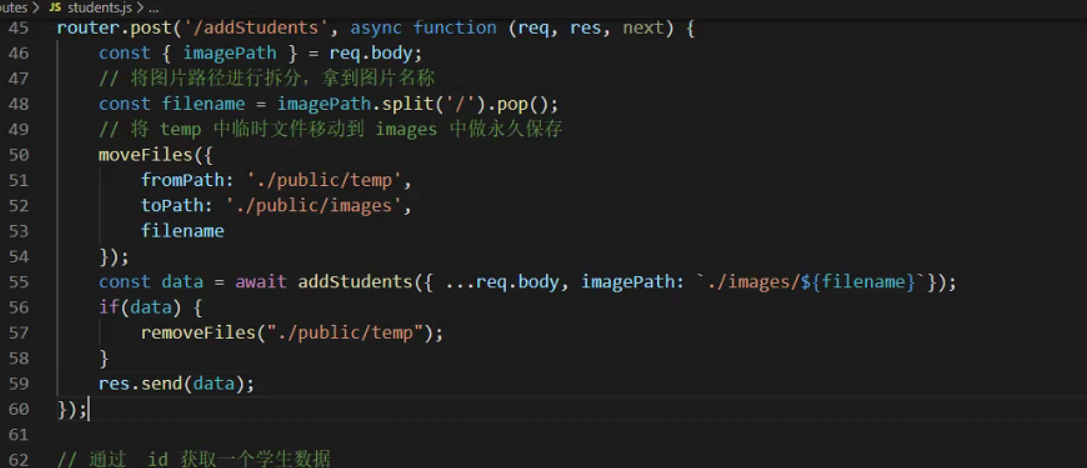 utes > JS students.js > ...
45 router.post('/addStudents', async function (req, res, next) {
46 const { imagePath } = req.body;
47 // 将图片路径进行拆分，拿到图片名称
48 const filename = imagePath.split('/').pop();
49 // 将 temp 中临时文件移动到 images 中做永久保存
50 moveFiles({
51 fromPath: './public/temp',
52 toPath: './public/images',
53 filename
54 });
55 const data = await addStudents({ ...req.body, imagePath: `./images/${filename}`});
56 if(data) {
57 removeFiles("./public/temp");
58 }
59 res.send(data);
60 });
61
62 // 通过 id 获取一个学生数据